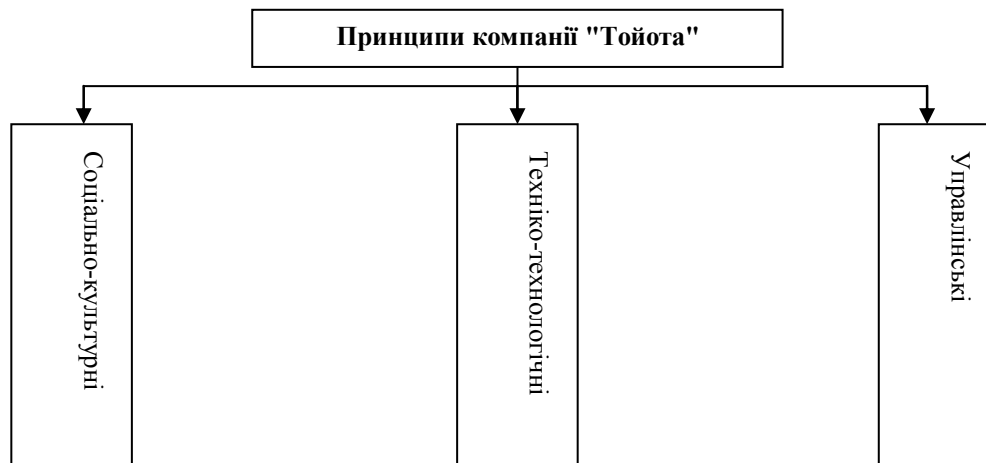 Принципи компанії "Тойота"
Соціально-культурні
Техніко-технологічні
Управлінські